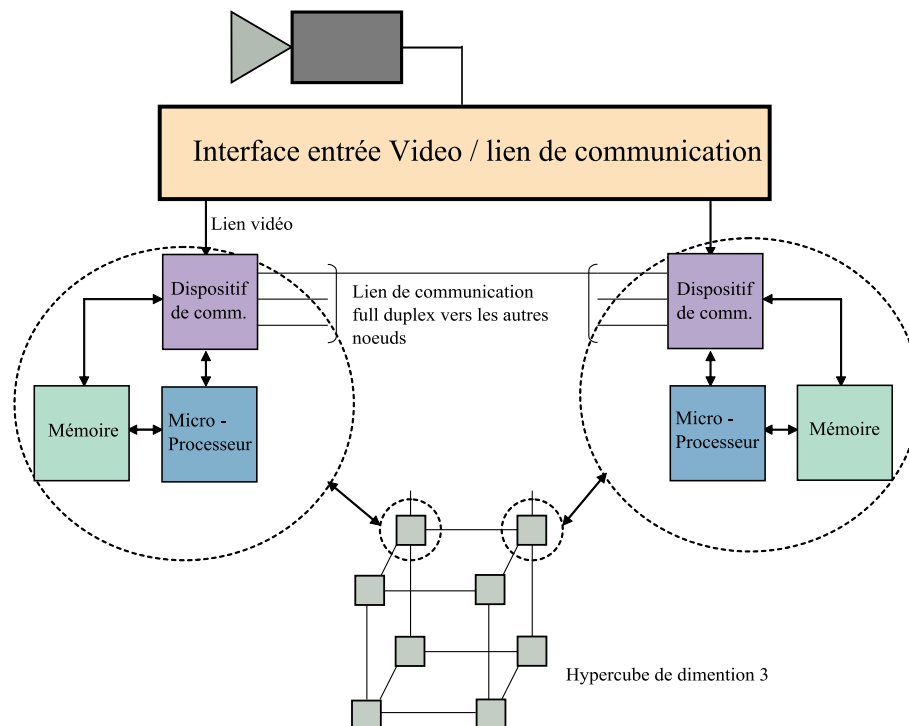 Interface entrée Video / lien de communication
Lien vidéo
Dispositif
de comm.
Lien de communication
full duplex vers les autres
noeuds
Dispositif
de comm.
Mémoire
Micro -
Processeur
Micro -
Processeur
Mémoire
Hypercube de dimention 3